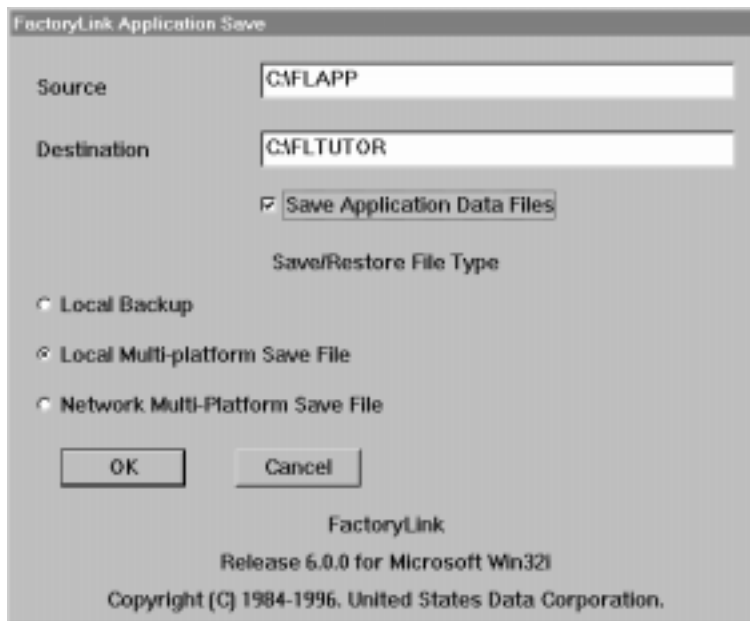 FactoryLink Application Save
Source
C:\FLAPP
Destination
C:\FLTUTOR
Save Application Data Files
Save/Restore File Type
Local Backup
Local Multi-platform Save File
Network Multi-Platform Save File
OK Cancel
FactoryLink
Release 6.0.0 for Microsoft Win32i
Copyright (C) 1984-1996. United States Data Corporation.